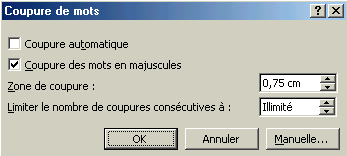 Coupure de mots
Coupure automatique
Coupure des mots en majuscules
Zone de coupure : 0,75 cm
Limiter le nombre de coupures consécutives à : Illimité
OK Annuler Manuelle...